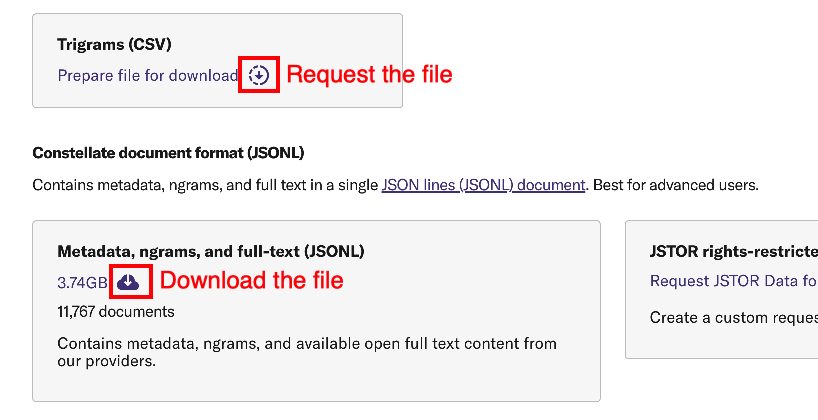 Trigrams (CSV)
Prepare file for download
Request the file
Constellate document format (JSONL)
Contains metadata, ngrams, and full text in a single JSON lines (JSONL) document. Best for advanced users.
Metadata, ngrams, and full-text (JSONL)
3.74GB
Download the file
11,767 documents
Contains metadata, ngrams, and available open full text content from
our providers.
JSTOR rights-restricte
Request JSTOR Data fo
Create a custom reques